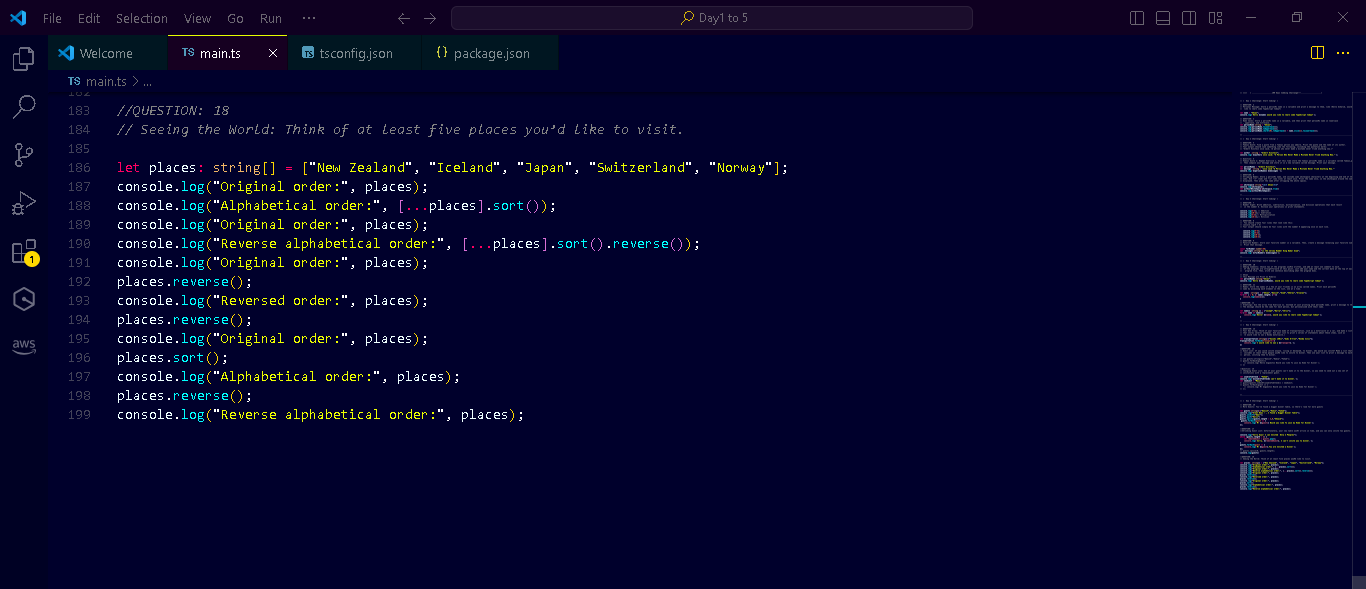 File Edit Selection View Go Run ··· Day1 to 5
Welcome TS main.ts tsconfig.json {} package.json
TS main.ts > ...
182
183 //QUESTION: 18
184 // Seeing the World: Think of at least five places you'd like to visit.
185
186 let places: string[] = ["New Zealand", "Iceland", "Japan", "Switzerland", "Norway"];
187 console.log("Original order:", places);
188 console.log("Alphabetical order:", [...places].sort());
189 console.log("Original order:", places);
190 console.log("Reverse alphabetical order:", [...places].sort().reverse());
191 console.log("Original order:", places);
192 places.reverse();
193 console.log("Reversed order:", places);
194 places.reverse();
195 console.log("Original order:", places);
196 places.sort();
197 console.log("Alphabetical order:", places);
198 places.reverse();
199 console.log("Reverse alphabetical order:", places);
1
aws